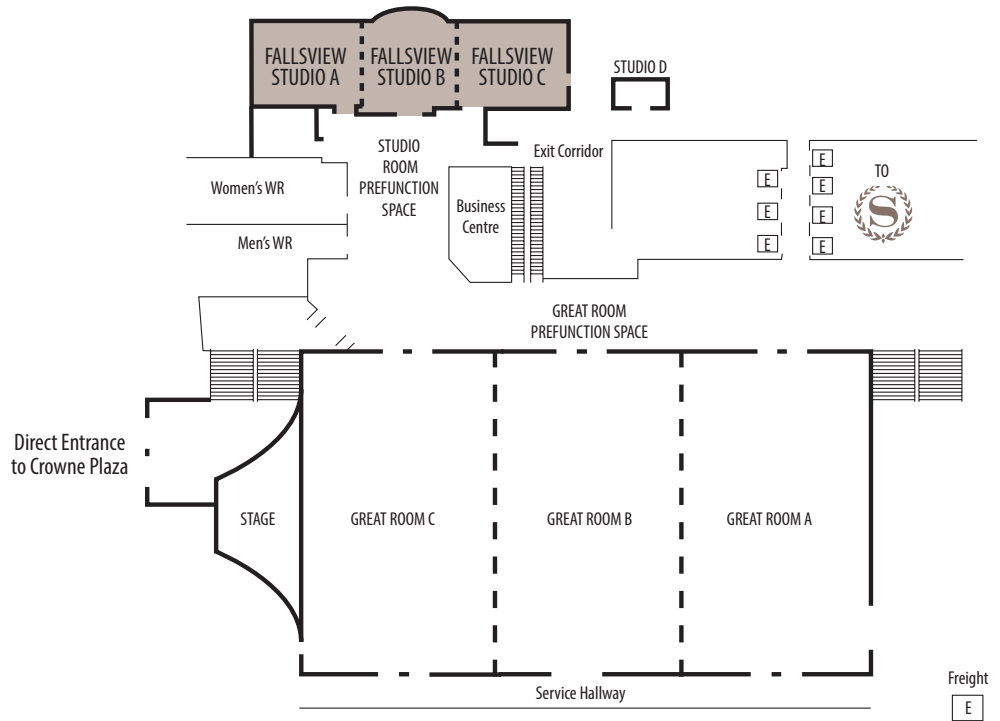 FALLSVIEW
STUDIO A
FALLSVIEW
STUDIO B
FALLSVIEW
STUDIO C
STUDIO D
STUDIO
ROOM
PREFUNCTION
SPACE
Exit Corridor
Women's WR
Men's WR
Business
Centre
E
E
E
E
E
E
E
TO
S
GREAT ROOM
PREFUNCTION SPACE
Direct Entrance
to Crowne Plaza
STAGE
GREAT ROOM C
GREAT ROOM B
GREAT ROOM A
Service Hallway
Freight
E